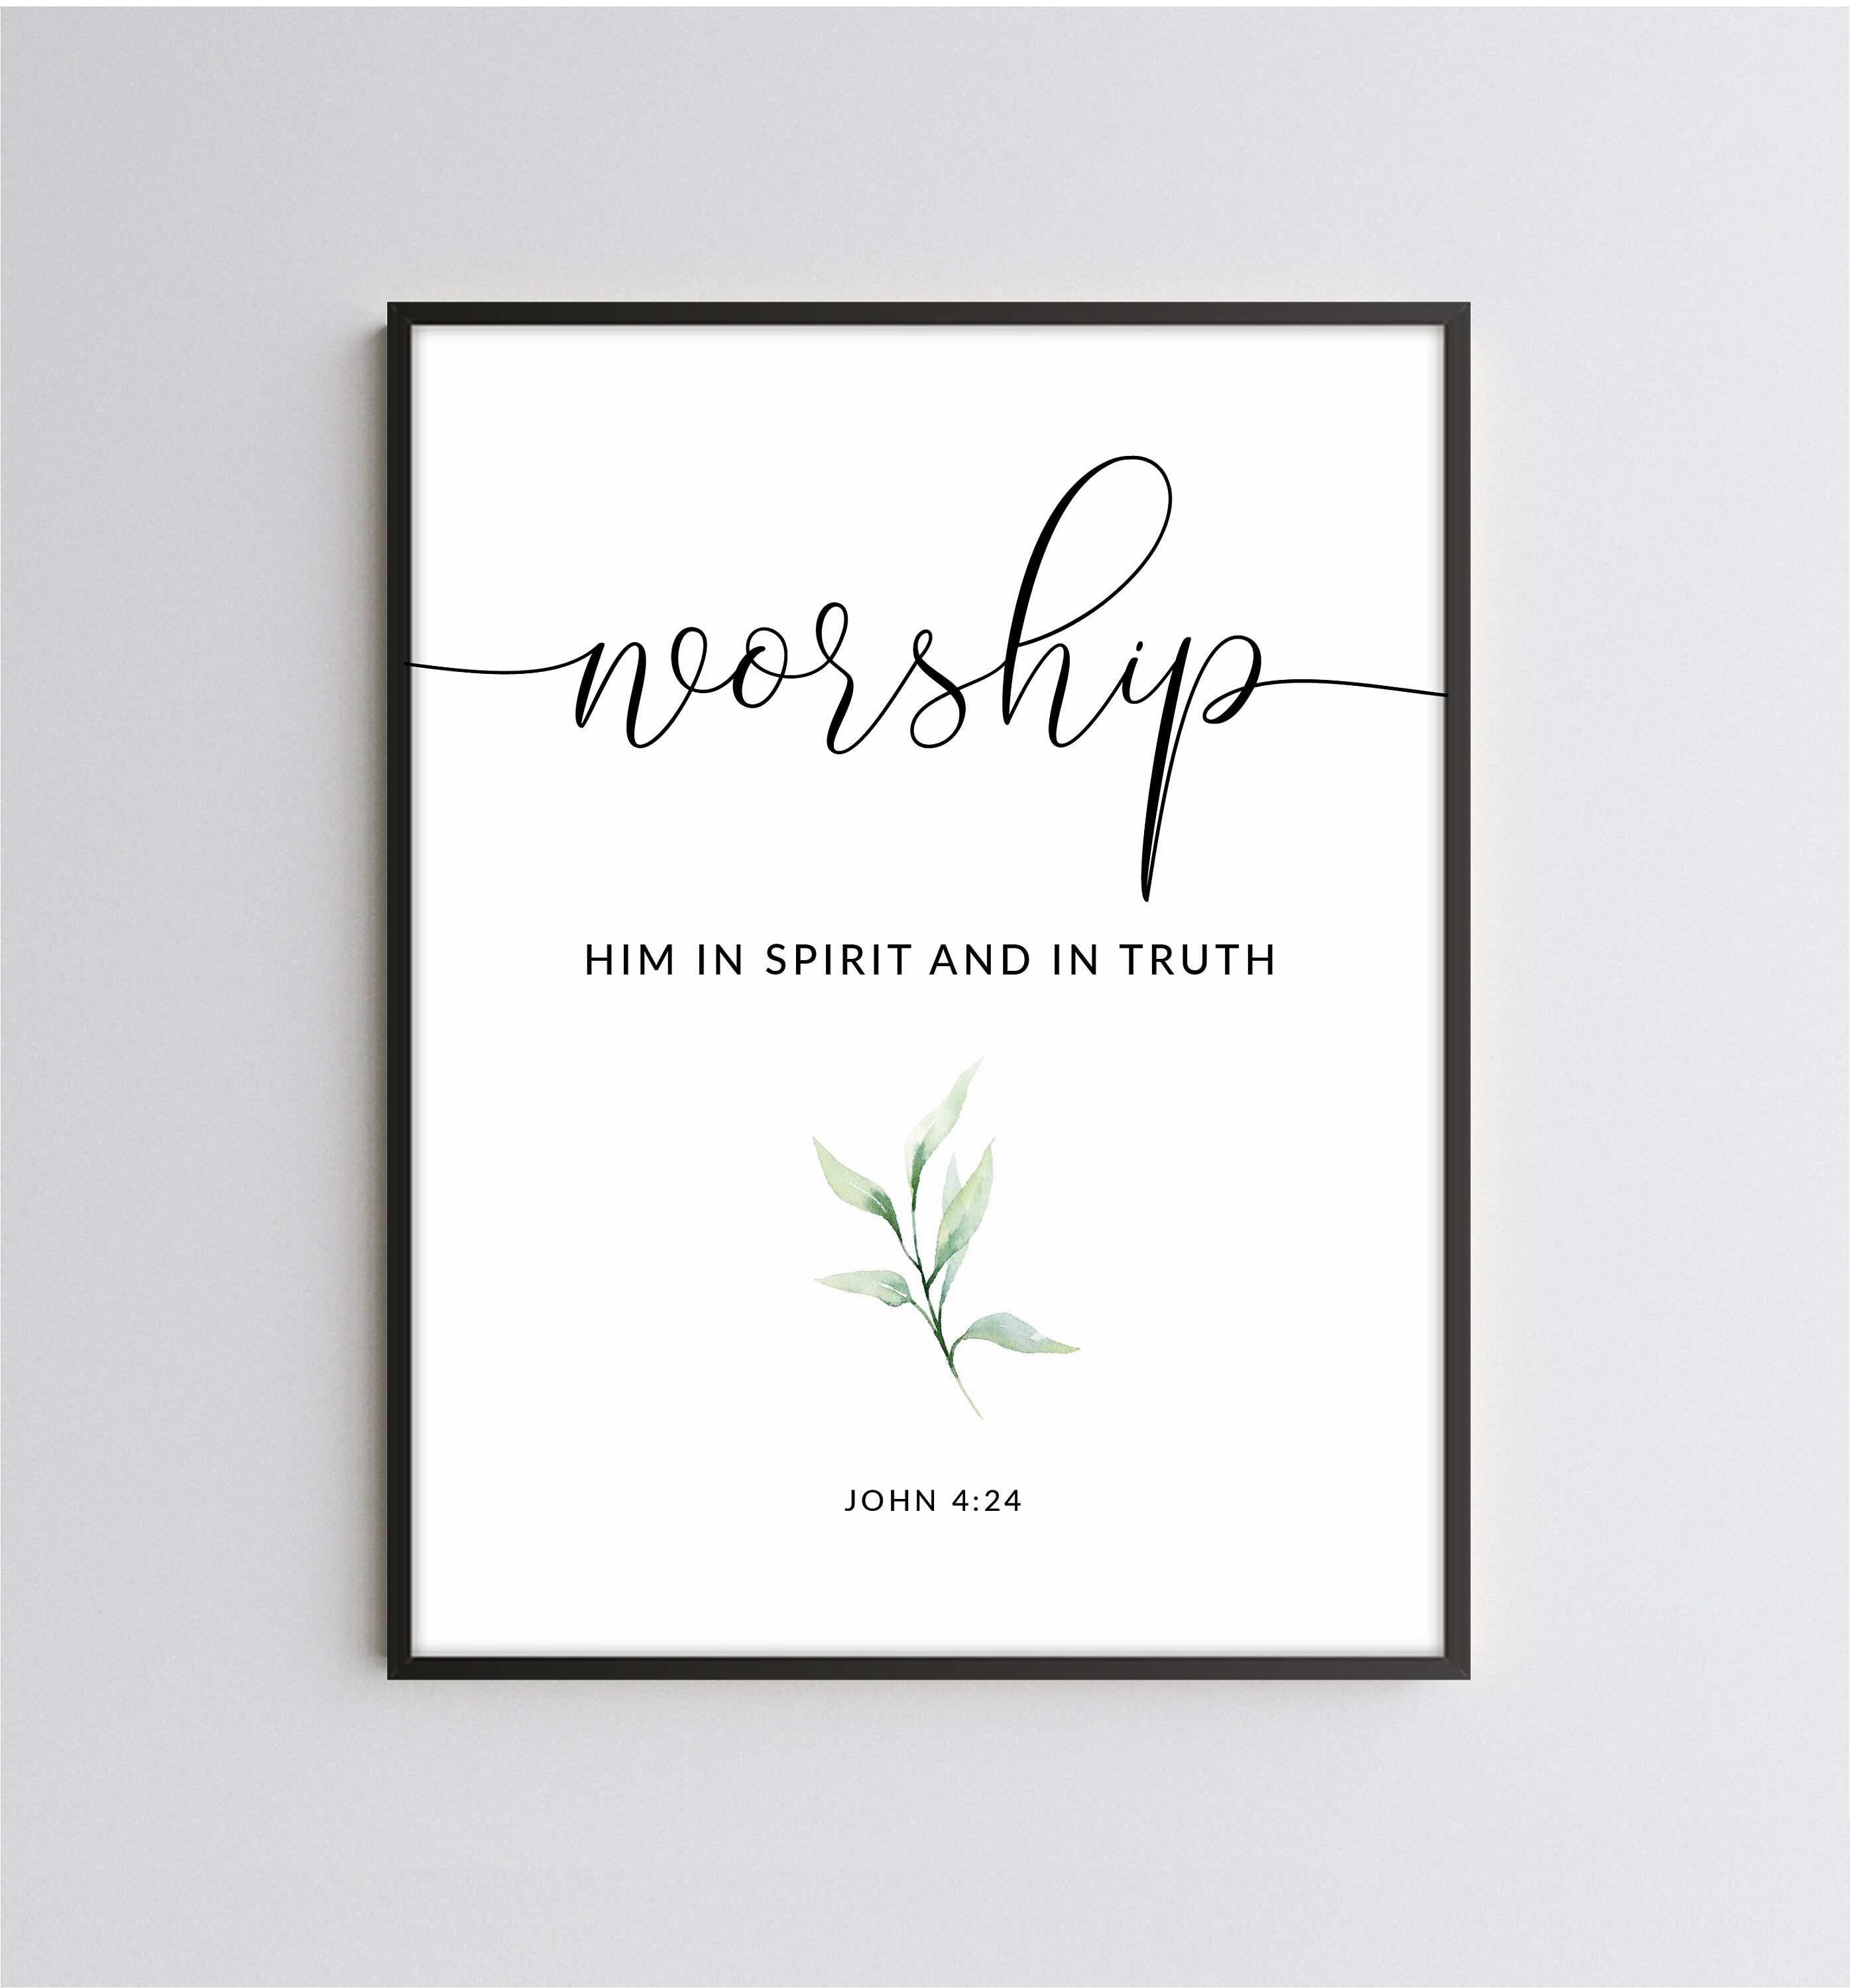 worship
HIM IN SPIRIT AND IN TRUTH
JOHN 4:24